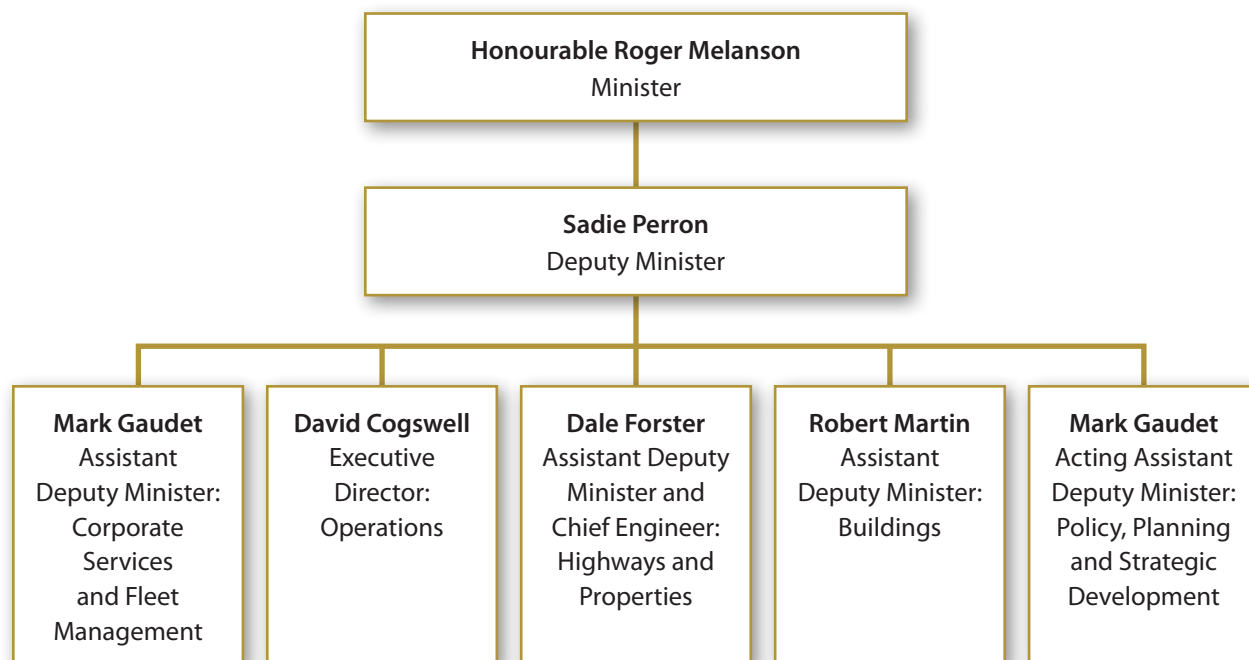 Honourable Roger Melanson
Minister
Sadie Perron
Deputy Minister
Mark Gaudet
Assistant
Deputy Minister:
Corporate
Services
and Fleet
Management
David Cogswell
Executive
Director:
Operations
Dale Forster
Assistant Deputy
Minister and
Chief Engineer:
Highways and
Properties
Robert Martin
Assistant
Deputy Minister:
Buildings
Mark Gaudet
Acting Assistant
Deputy Minister:
Policy, Planning
and Strategic
Development